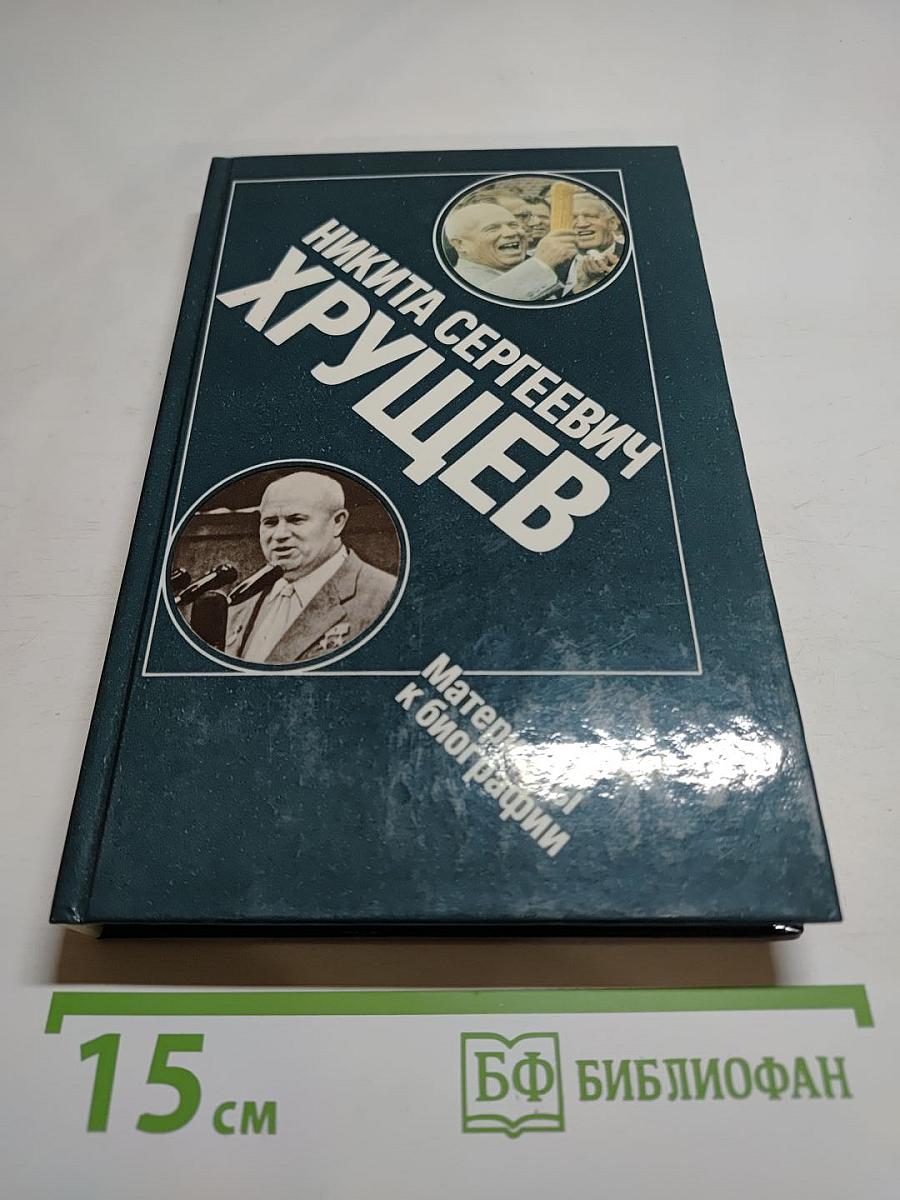 НИКИТА СЕРГЕЕВИЧ
ХРУЩЕВ
к биографии
15 см
БФ БИБЛИОФАН